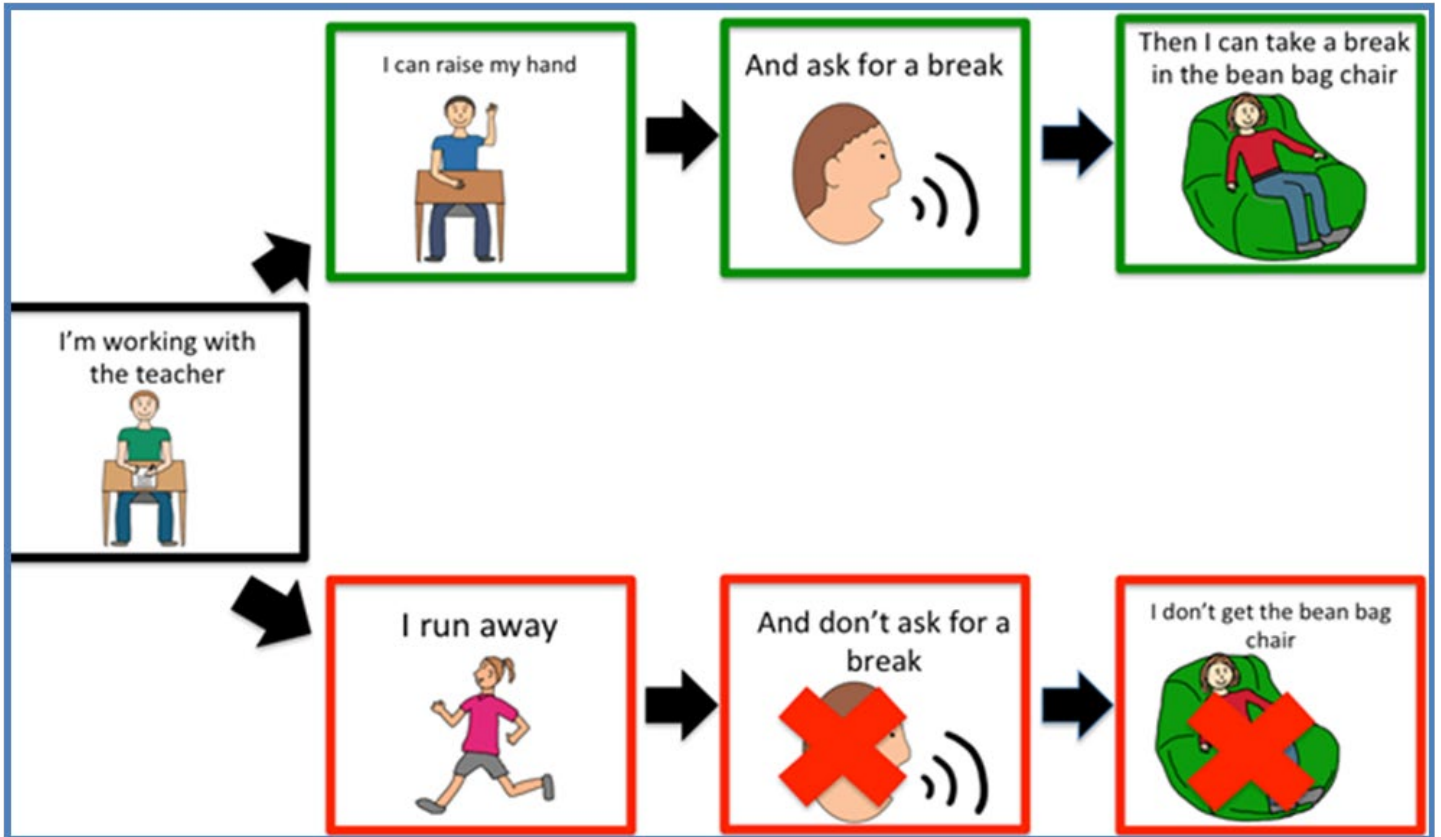 I can raise my hand
And ask for a break
Then I can take a break
in the bean bag chair
I'm working with
the teacher
I run away
And don't ask for a
break
I don't get the bean bag
chair